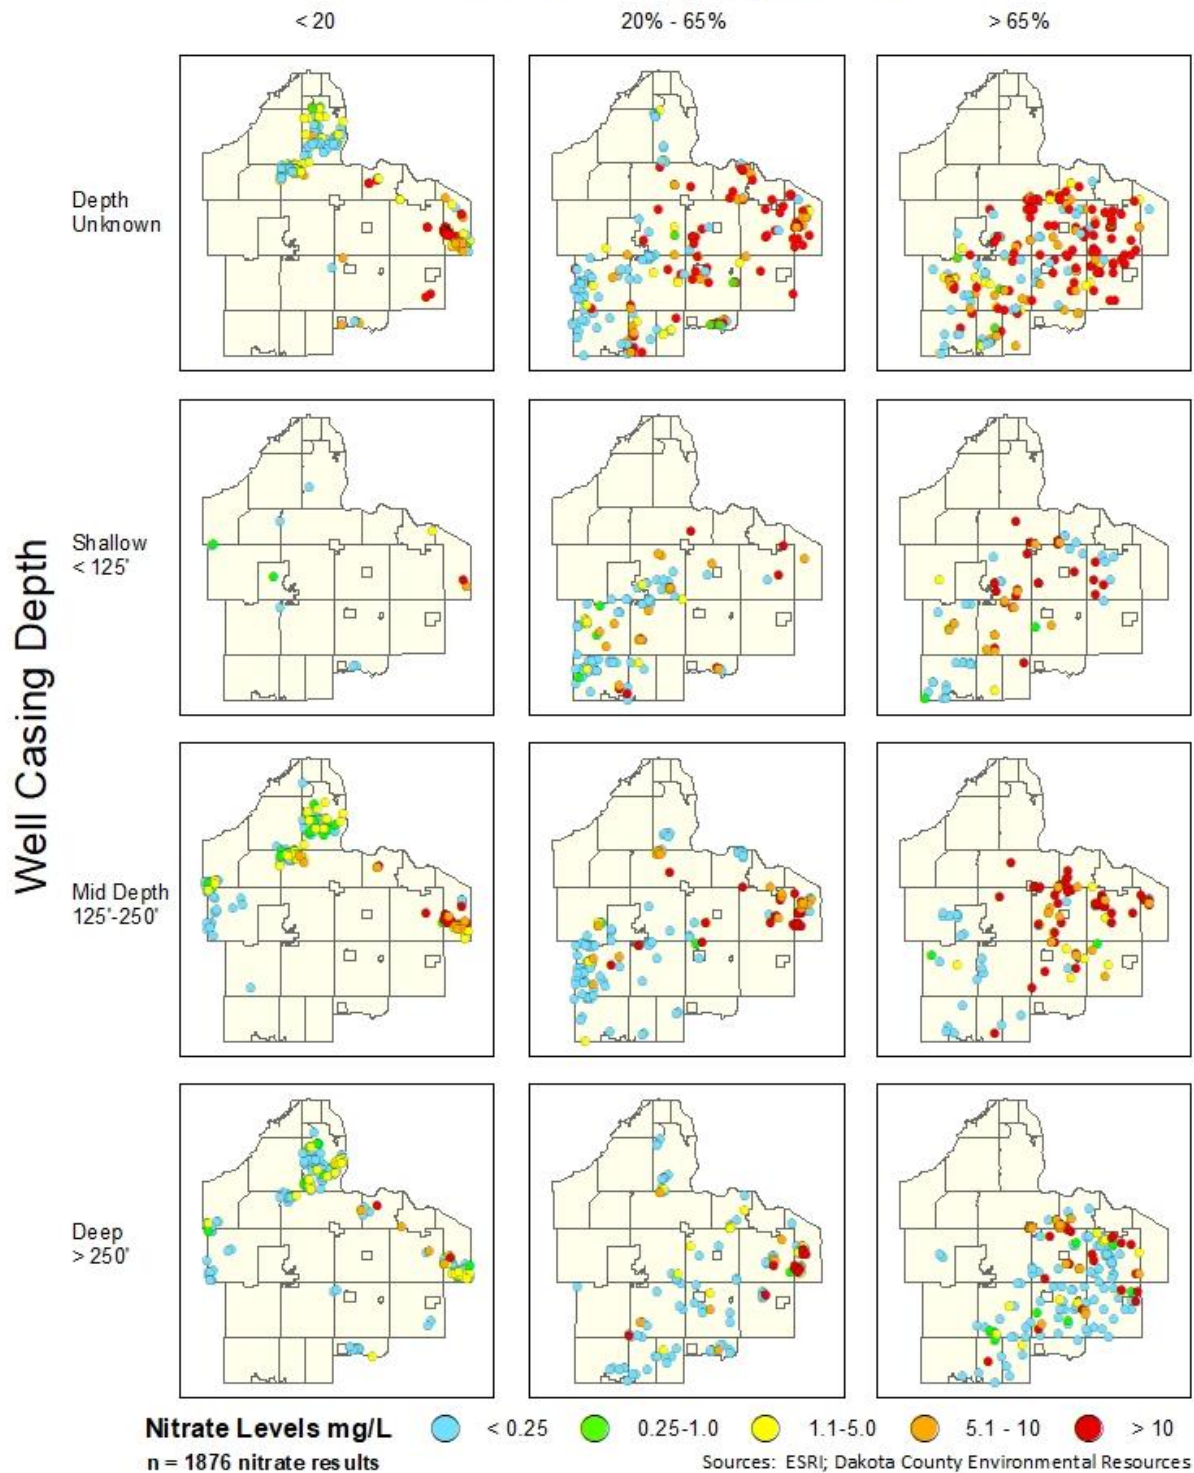 < 20
20% - 65%
> 65%
Well Casing Depth
Depth
Unknown
Shallow
< 125'
Mid Depth
125'-250'
Deep
> 250'
Nitrate Levels mg/L < 0.25 0.25-1.0 1.1-5.0 5.1 - 10 > 10
n = 1876 nitrate results
Sources: ESRI; Dakota County Environmental Resources